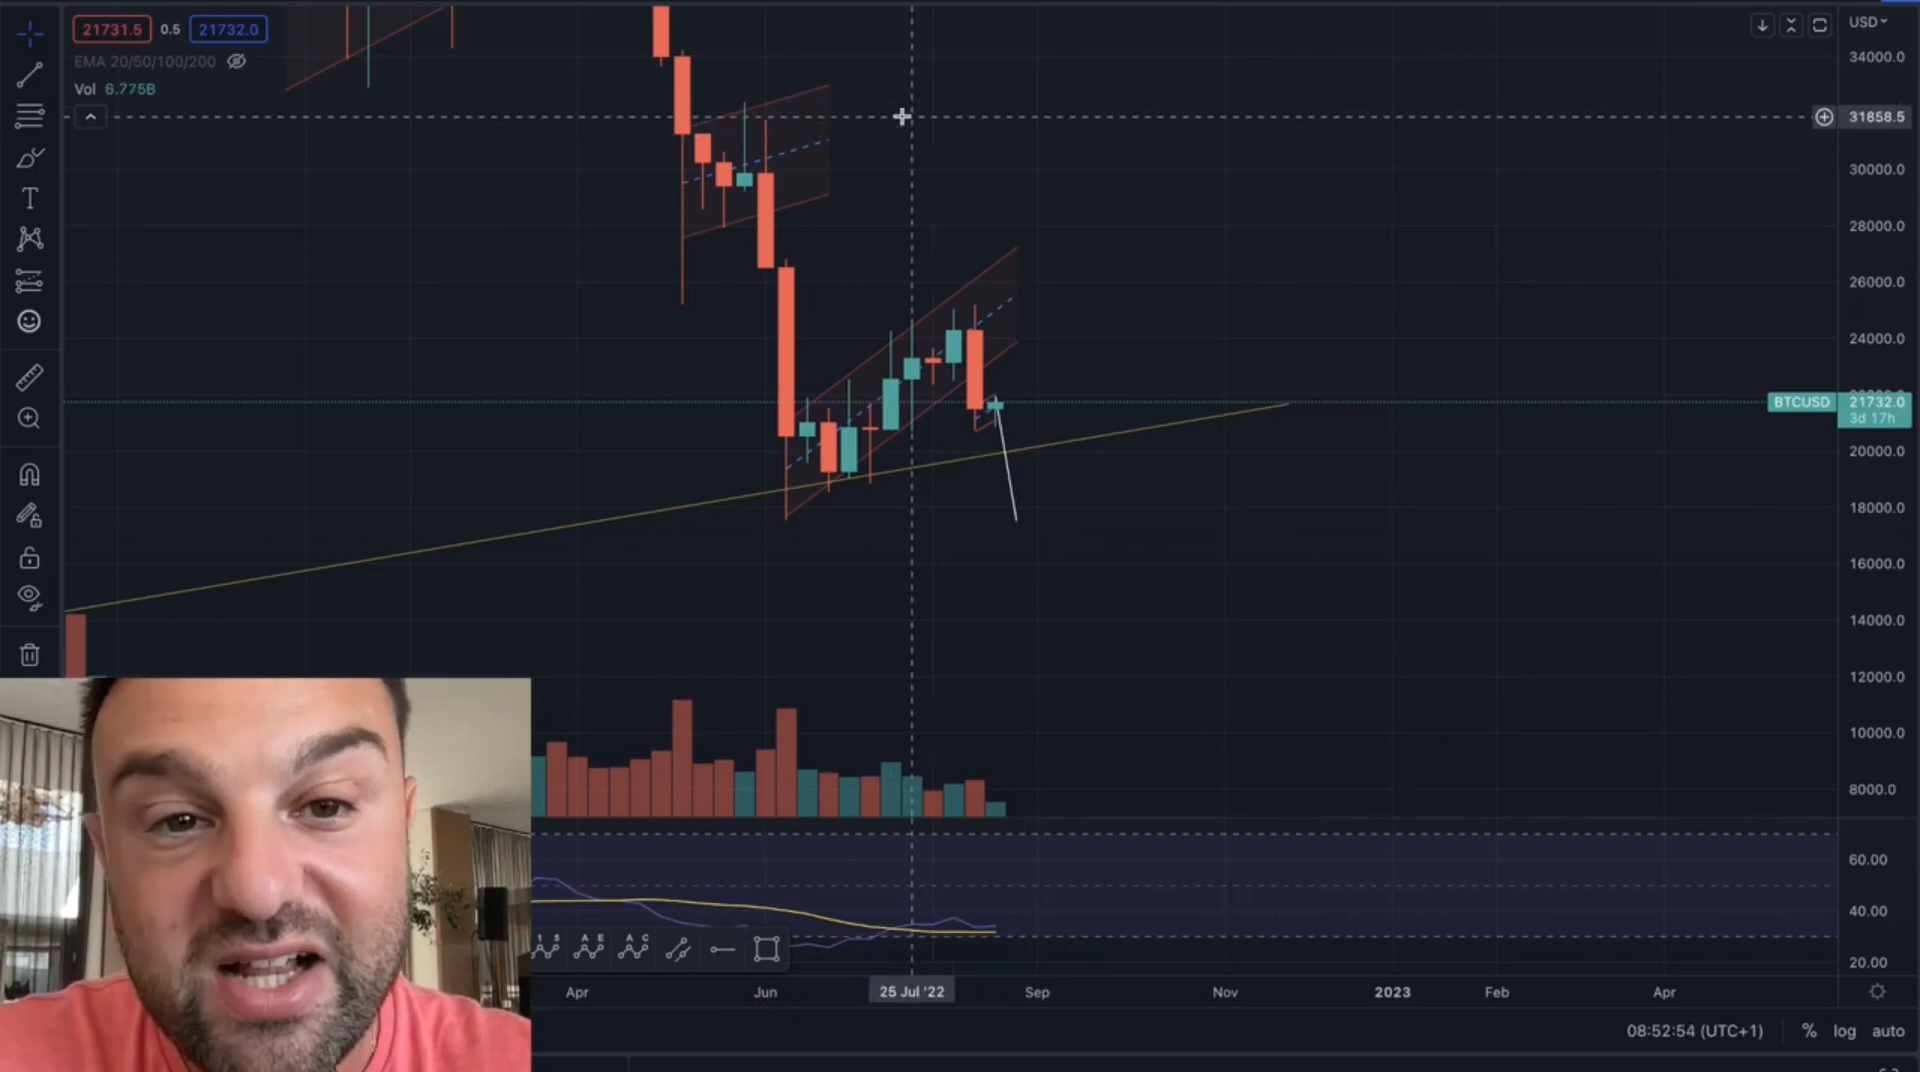 21731.5 0.5 21732.0
EMA 20/50/100/200
Vol 6.775B
USD
34000.0
31858.5
30000.0
28000.0
26000.0
24000.0
BTCUSD 21732.0
3d 17h
20000.0
18000.0
16000.0
14000.0
12000.0
10000.0
8000.0
60.00
40.00
20.00
1 5 A E A C
Apr Jun 25 Jul '22 Sep Nov 2023 Feb Apr
08:52:54 (UTC+1) % log auto